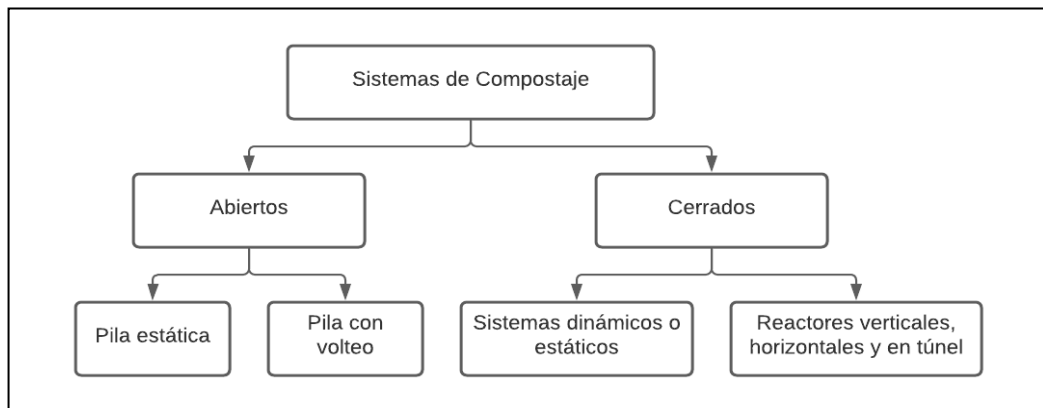 Sistemas de Compostaje
Abiertos
Cerrados
Pila estática
Pila con
volteo
Sistemas dinámicos o
estáticos
Reactores verticales,
horizontales y en túnel